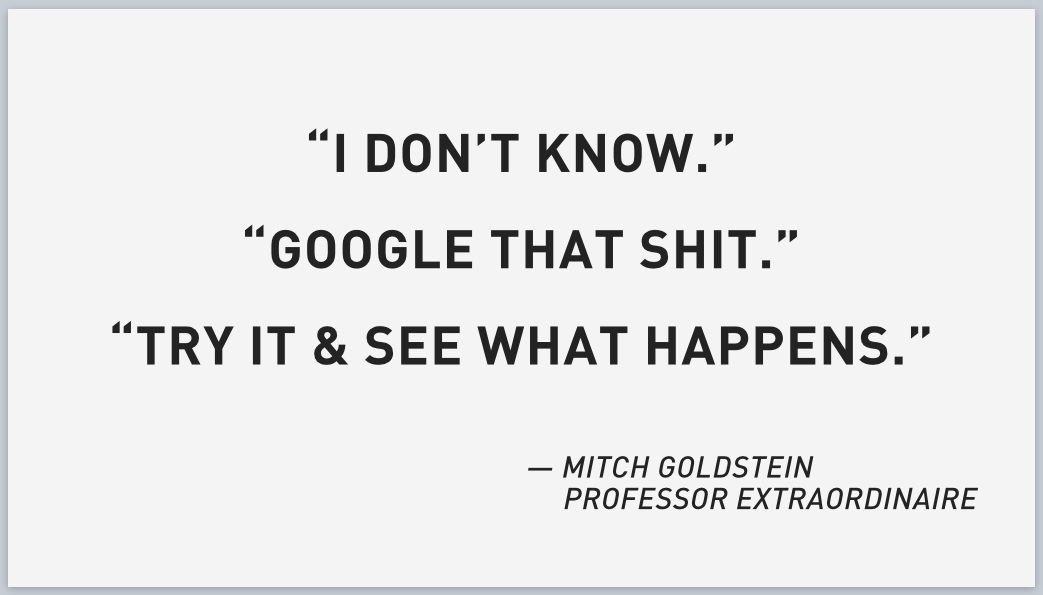 “I DON’T KNOW.”
“GOOGLE THAT SHIT.”
“TRY IT & SEE WHAT HAPPENS.”
— MITCH GOLDSTEIN
PROFESSOR EXTRAORDINAIRE